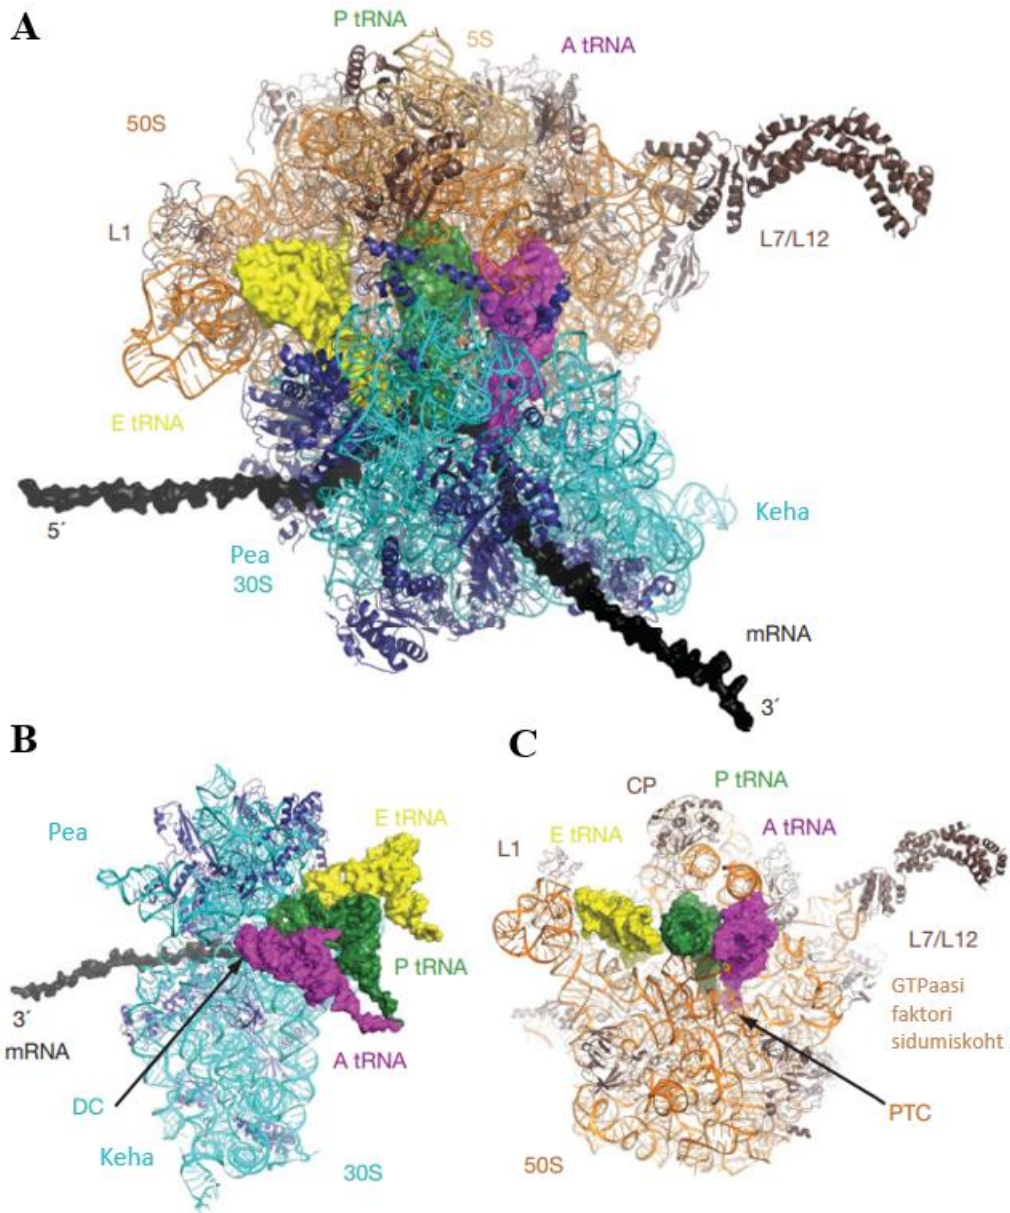 A
P tRNA
5S
A tRNA
50S
L1
L7/L12
E tRNA
5´
Keha
Pea
30S
mRNA
3´
B
Pea
E tRNA
P tRNA
3´
mRNA
A tRNA
DC
Keha
30S
C
P tRNA
CP
E tRNA
A tRNA
L1
L7/L12
GTPaasi
faktori
sidumiskoht
PTC
50S